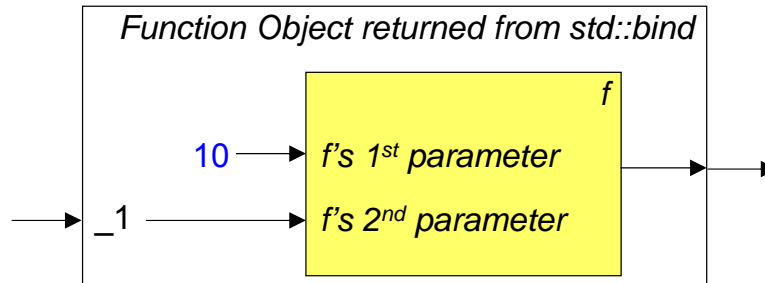 Function Object returned from std::bind
f
10
f's 1st parameter
_1
f's 2nd parameter